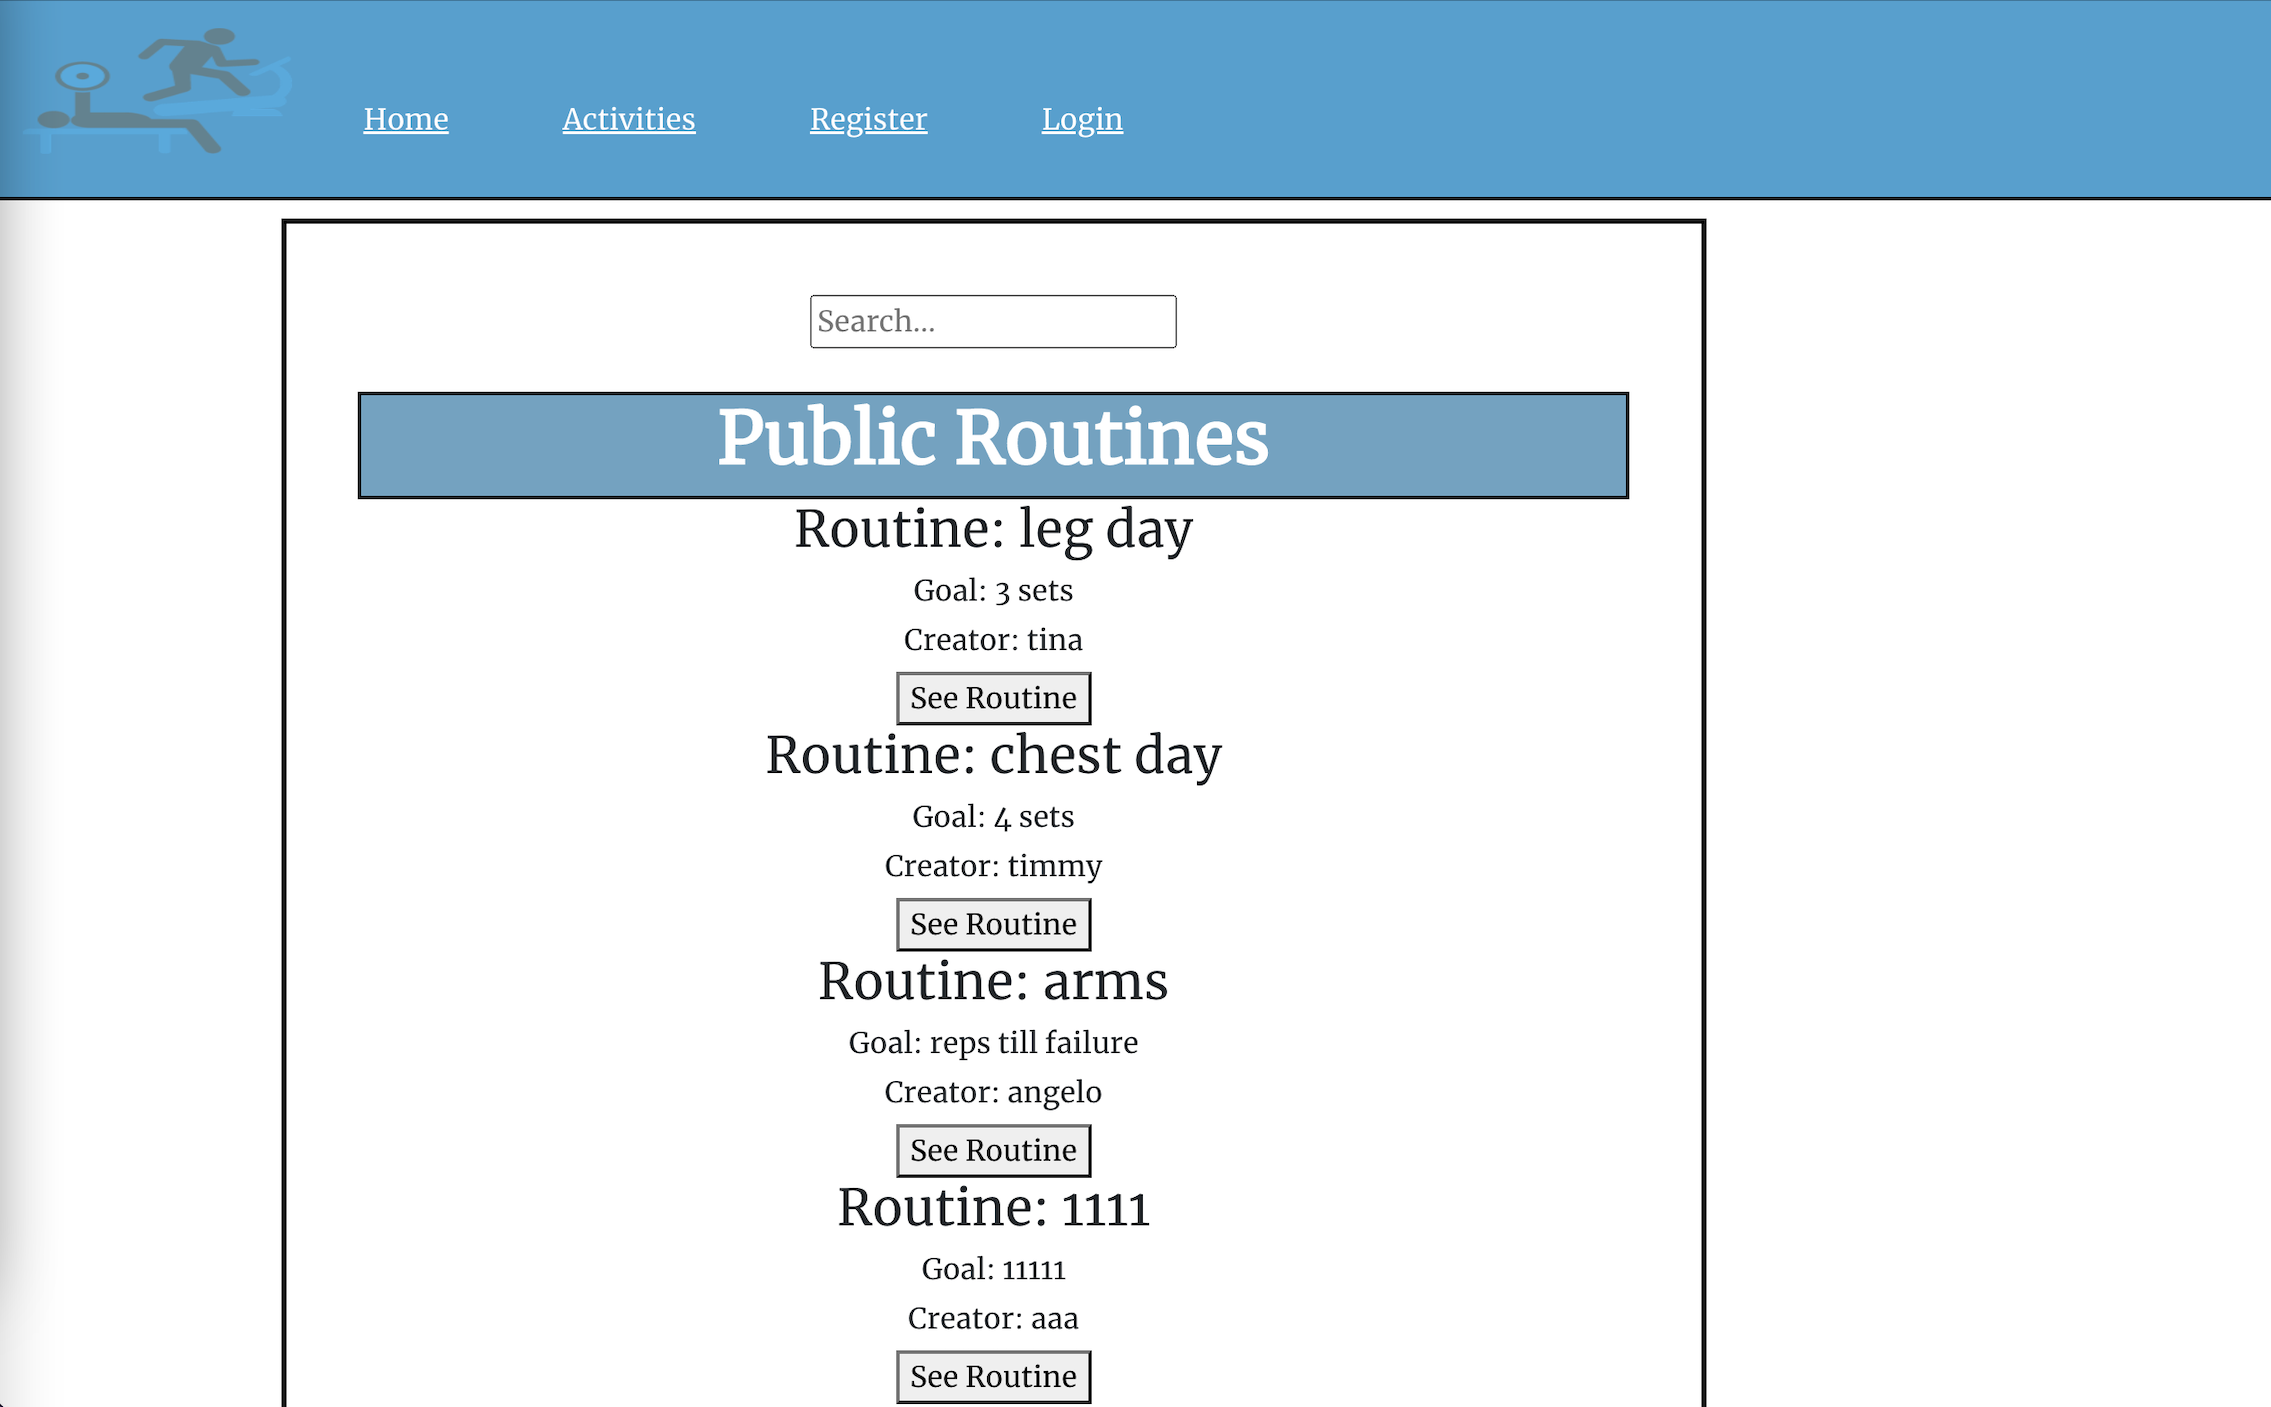 Home Activities Register Login
Search...
Public Routines
Routine: leg day
Goal: 3 sets
Creator: tina
See Routine
Routine: chest day
Goal: 4 sets
Creator: timmy
See Routine
Routine: arms
Goal: reps till failure
Creator: angelo
See Routine
Routine: 1111
Goal: 11111
Creator: aaa
See Routine